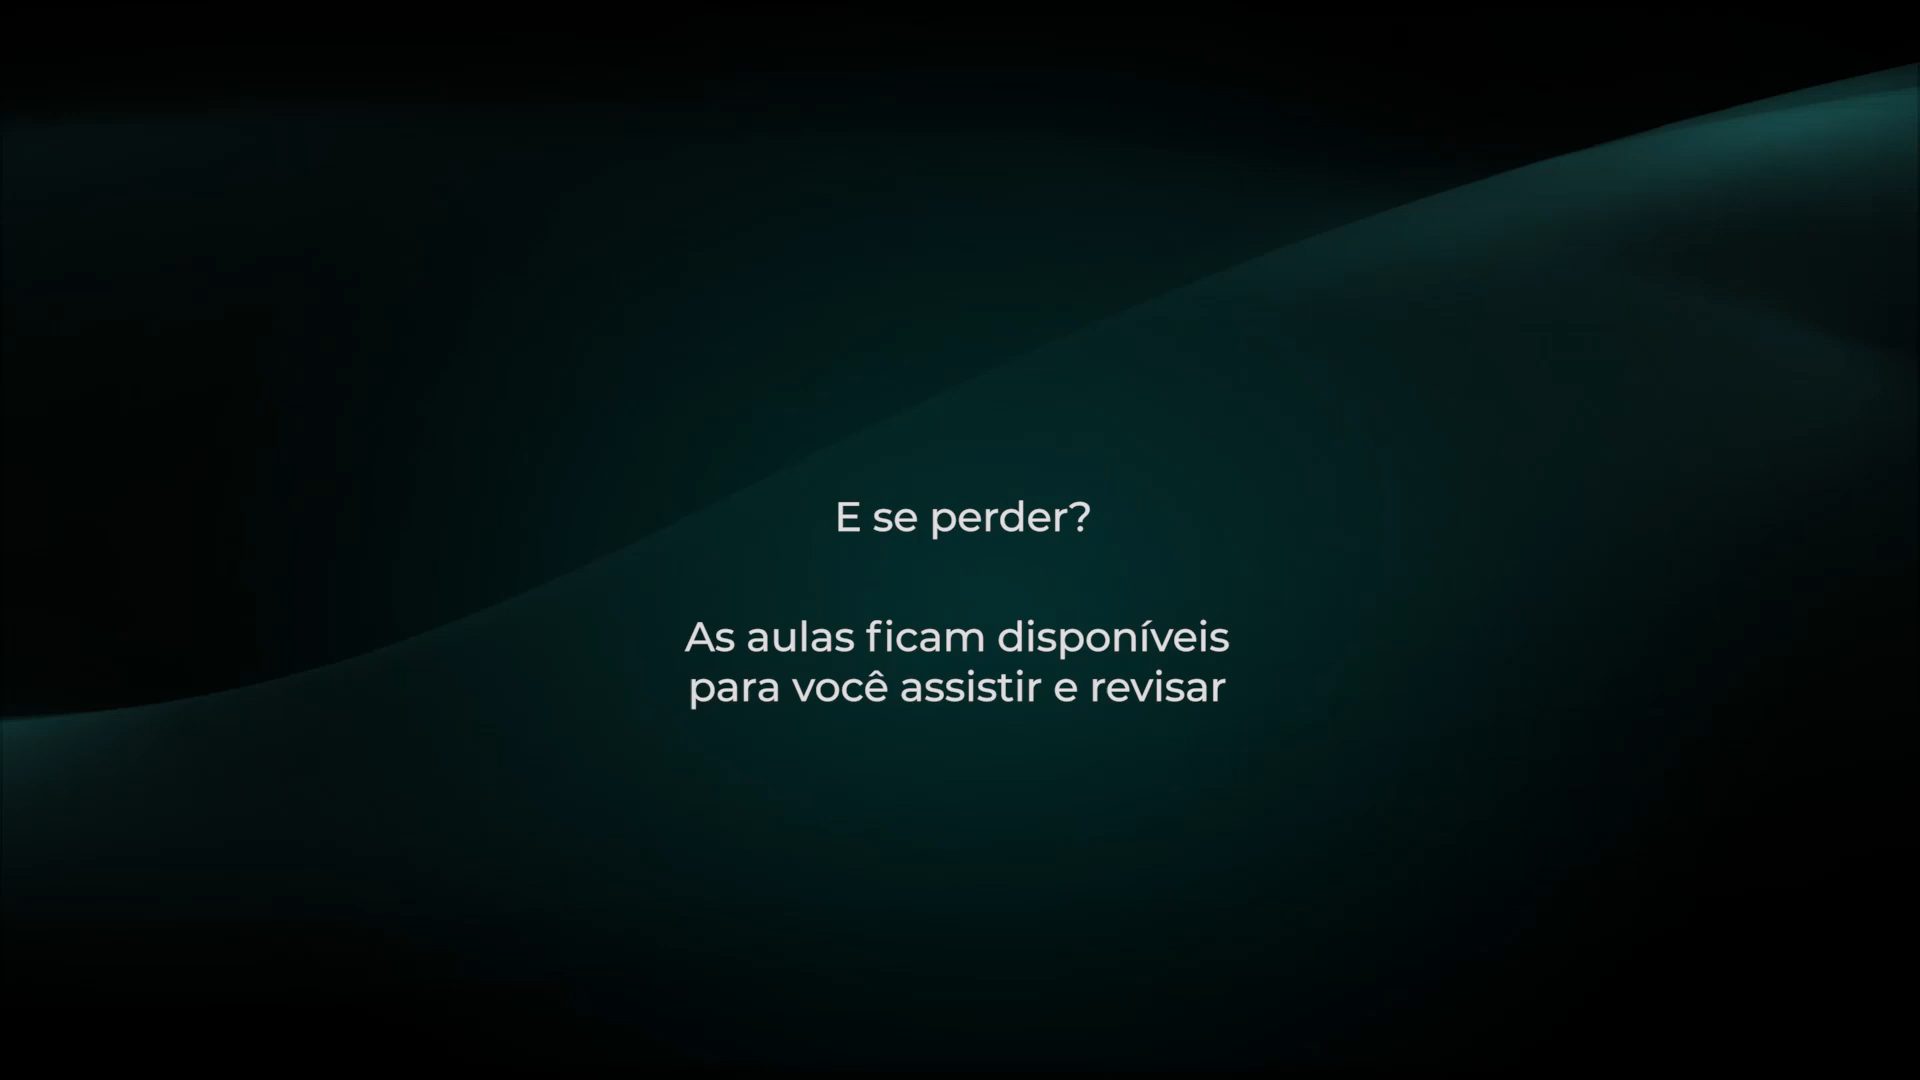 E se perder?
As aulas ficam disponíveis
para você assistir e revisar